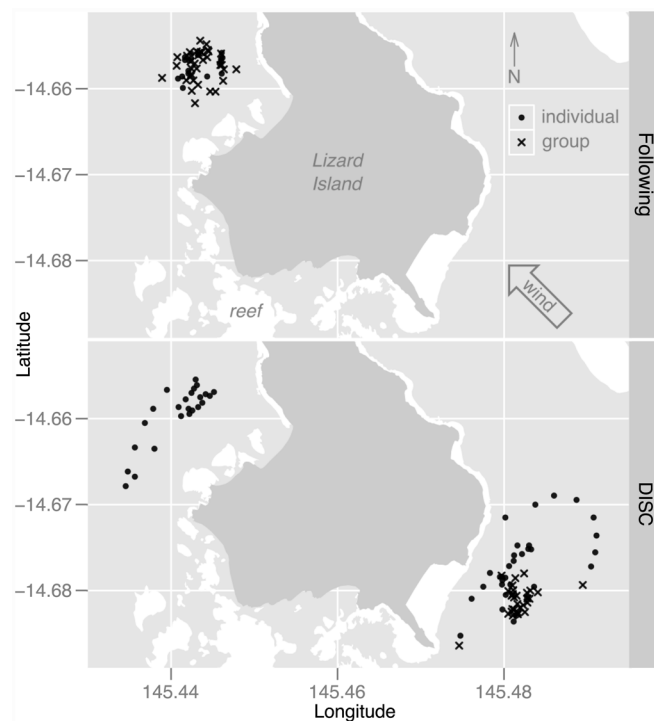 N
individual
group
Following
Lizard
Island
−14.66
−14.67
−14.68
wind
reef
Latitude
−14.66
−14.67
−14.68
DISC
145.44
145.46
145.48
Longitude